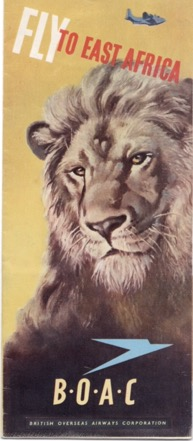 FLY TO EAST AFRICA
B·O·A·C
BRITISH OVERSEAS AIRWAYS CORPORATION